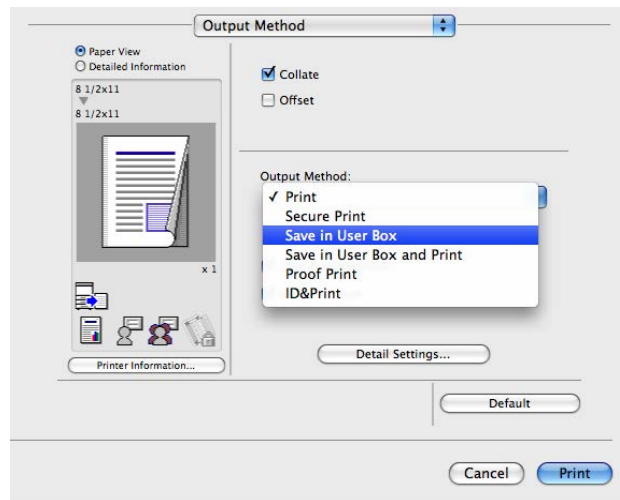 Output Method
Paper View
Detailed Information
8 1/2x11
8 1/2x11
x 1
Printer Information...
Collate
Offset
Output Method:
✓ Print
Secure Print
Save in User Box
Save in User Box and Print
Proof Print
ID&Print
Detail Settings...
Default
Cancel
Print